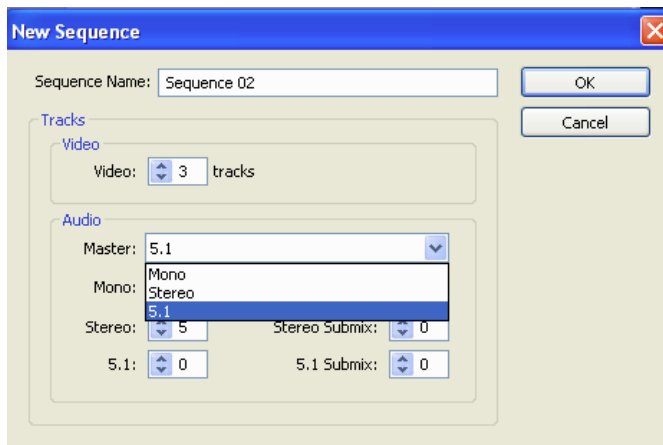 New Sequence
Sequence Name: Sequence 02
OK
Cancel
Tracks
Video
Video: 3 tracks
Audio
Master: 5.1
Mono
Stereo
5.1
Mono:
Stereo: 5 Stereo Submix: 0
5.1: 0 5.1 Submix: 0